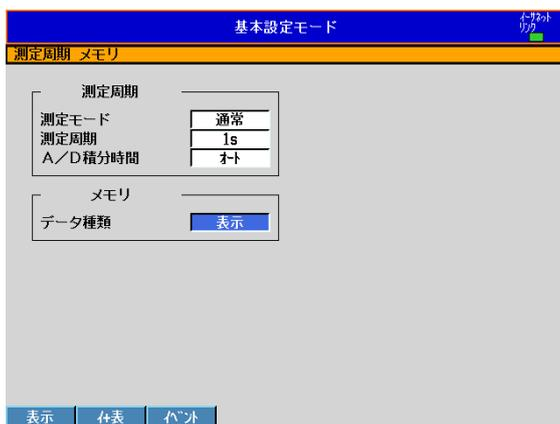 基本設定モード
ｲｰｻﾈｯﾄ
ﾘﾝｸ
測定周期 メモリ
測定周期
測定モード 通常
測定周期 1s
A／D積分時間 ｵｰﾄ
メモリ
データ種類 表示
表示 ｲ+表 ｲﾍﾞﾝﾄ